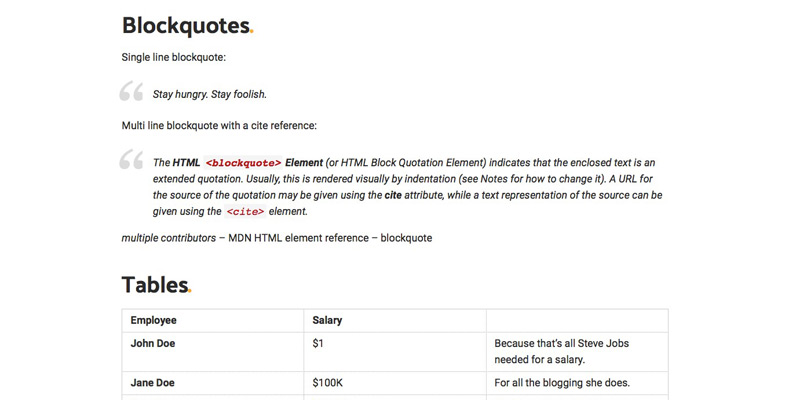 Blockquotes.
Single line blockquote:
“ Stay hungry. Stay foolish.
Multi line blockquote with a cite reference:
“ The HTML <blockquote> Element (or HTML Block Quotation Element) indicates that the enclosed text is an
extended quotation. Usually, this is rendered visually by indentation (see Notes for how to change it). A URL for
the source of the quotation may be given using the cite attribute, while a text representation of the source can be
given using the <cite> element.
multiple contributors – MDN HTML element reference – blockquote
Tables.
Employee Salary
John Doe $1 Because that’s all Steve Jobs
needed for a salary.
Jane Doe $100K For all the blogging she does.